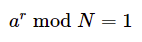 a^r mod N = 1